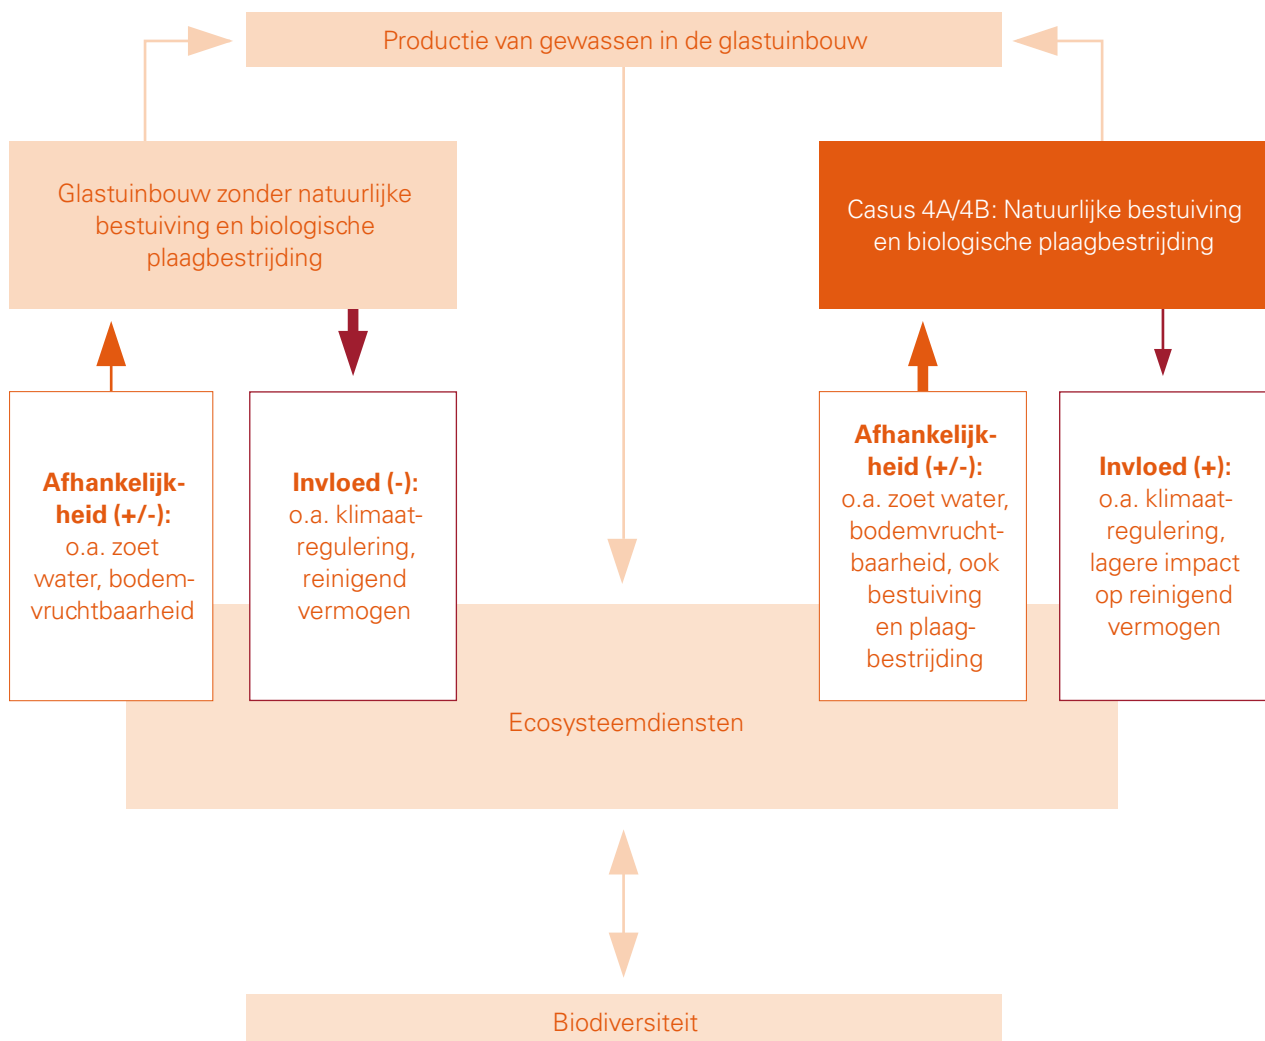 Productie van gewassen in de glastuinbouw
Glastuinbouw zonder natuurlijke
bestuiving en biologische
plaagbestrijding
Casus 4A/4B: Natuurlijke bestuiving
en biologische plaagbestrijding
Afhankelijk-
heid (+/-):
o.a. zoet
water, bodem-
vruchtbaarheid
Invloed (-):
o.a. klimaat-
regulering,
reinigend
vermogen
Afhankelijk-
heid (+/-):
o.a. zoet water,
bodemvrucht-
baarheid, ook
bestuiving
en plaag-
bestrijding
Invloed (+):
o.a. klimaat-
regulering,
lagere impact
op reinigend
vermogen
Ecosysteemdiensten
Biodiversiteit